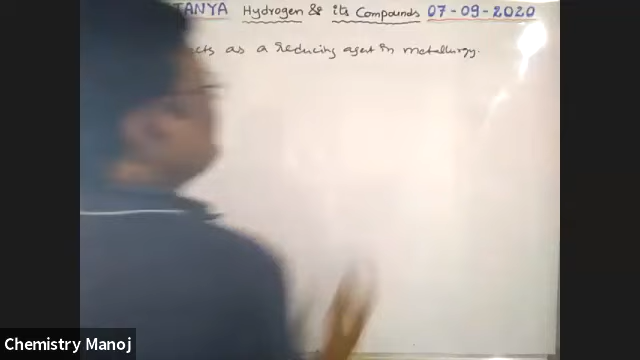 TANYA Hydrogen & its Compounds 07-09-2020
acts as a reducing agent in metallurgy.
Chemistry Manoj